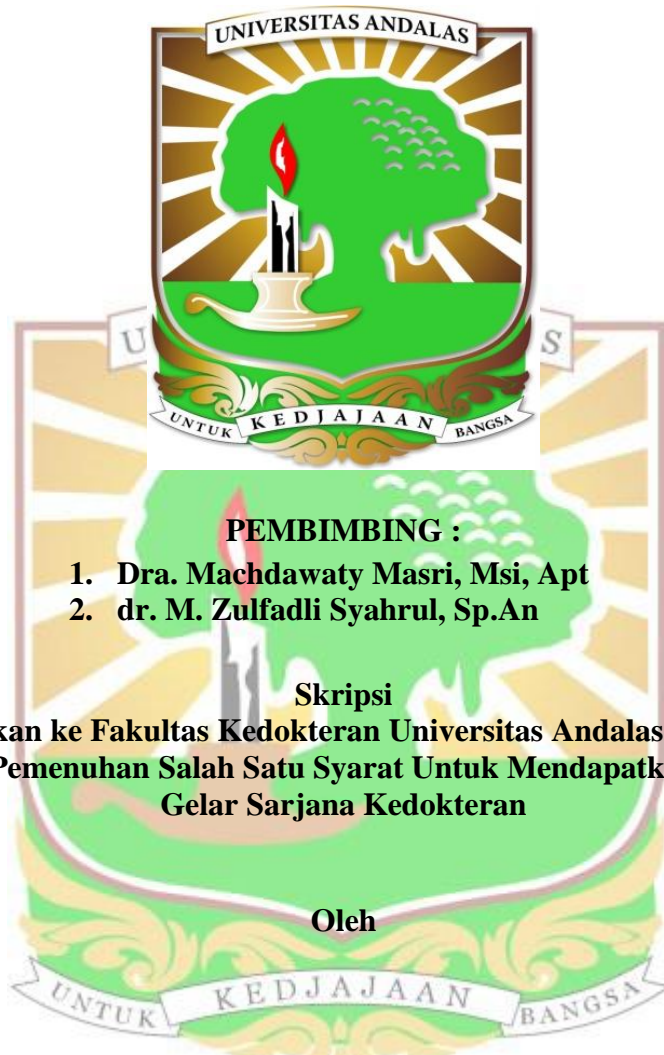 UNIVERSITAS ANDALAS
UNTUK KEDJAJAAN BANGSA
PEMBIMBING :
1. Dra. Machdawaty Masri, Msi, Apt
2. dr. M. Zulfadli Syahrul, Sp.An
Skripsi
kan ke Fakultas Kedokteran Universitas Andalas
Pemenuhan Salah Satu Syarat Untuk Mendapatk
Gelar Sarjana Kedokteran
Oleh
UNTUK KEDJAJAAN BANGSA